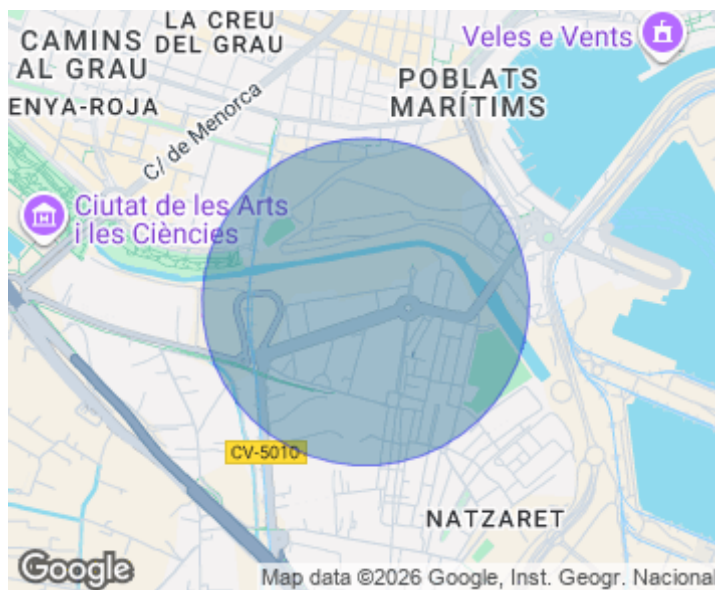 LA CREU
DEL GRAU
CAMINS
AL GRAU
ENYA-ROJA
Veles e Vents
POBLATS
MARÍTIMS
C/ de Menorca
Ciutat de les Arts
i les Ciències
CV-5010
NATZARET
Google
Map data ©2026 Google, Inst. Geogr. Nacional